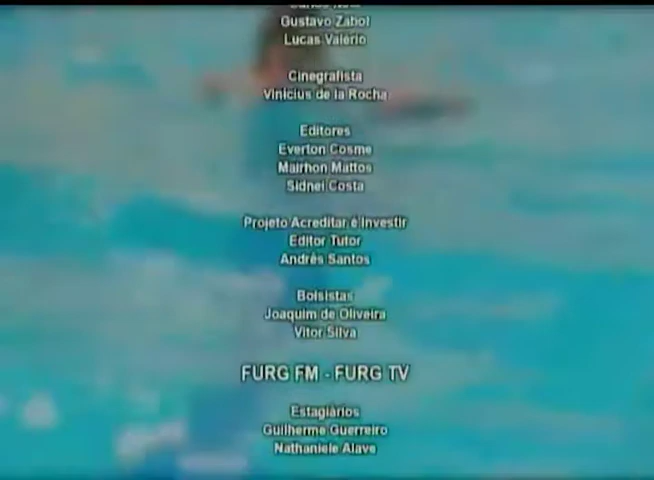 Gustavo Zabol
Lucas Valério
Cinegrafista
Vinícius de la Rocha
Editores
Everton Cosme
Mairhon Mattos
Sidnei Costa
Projeto Acreditar é Investir
Editor Tutor
Andrés Santos
Bolsistas
Joaquim de Oliveira
Vitor Silva
FURG FM - FURG TV
Estagiários
Guilherme Guerreiro
Nathaniele Alave